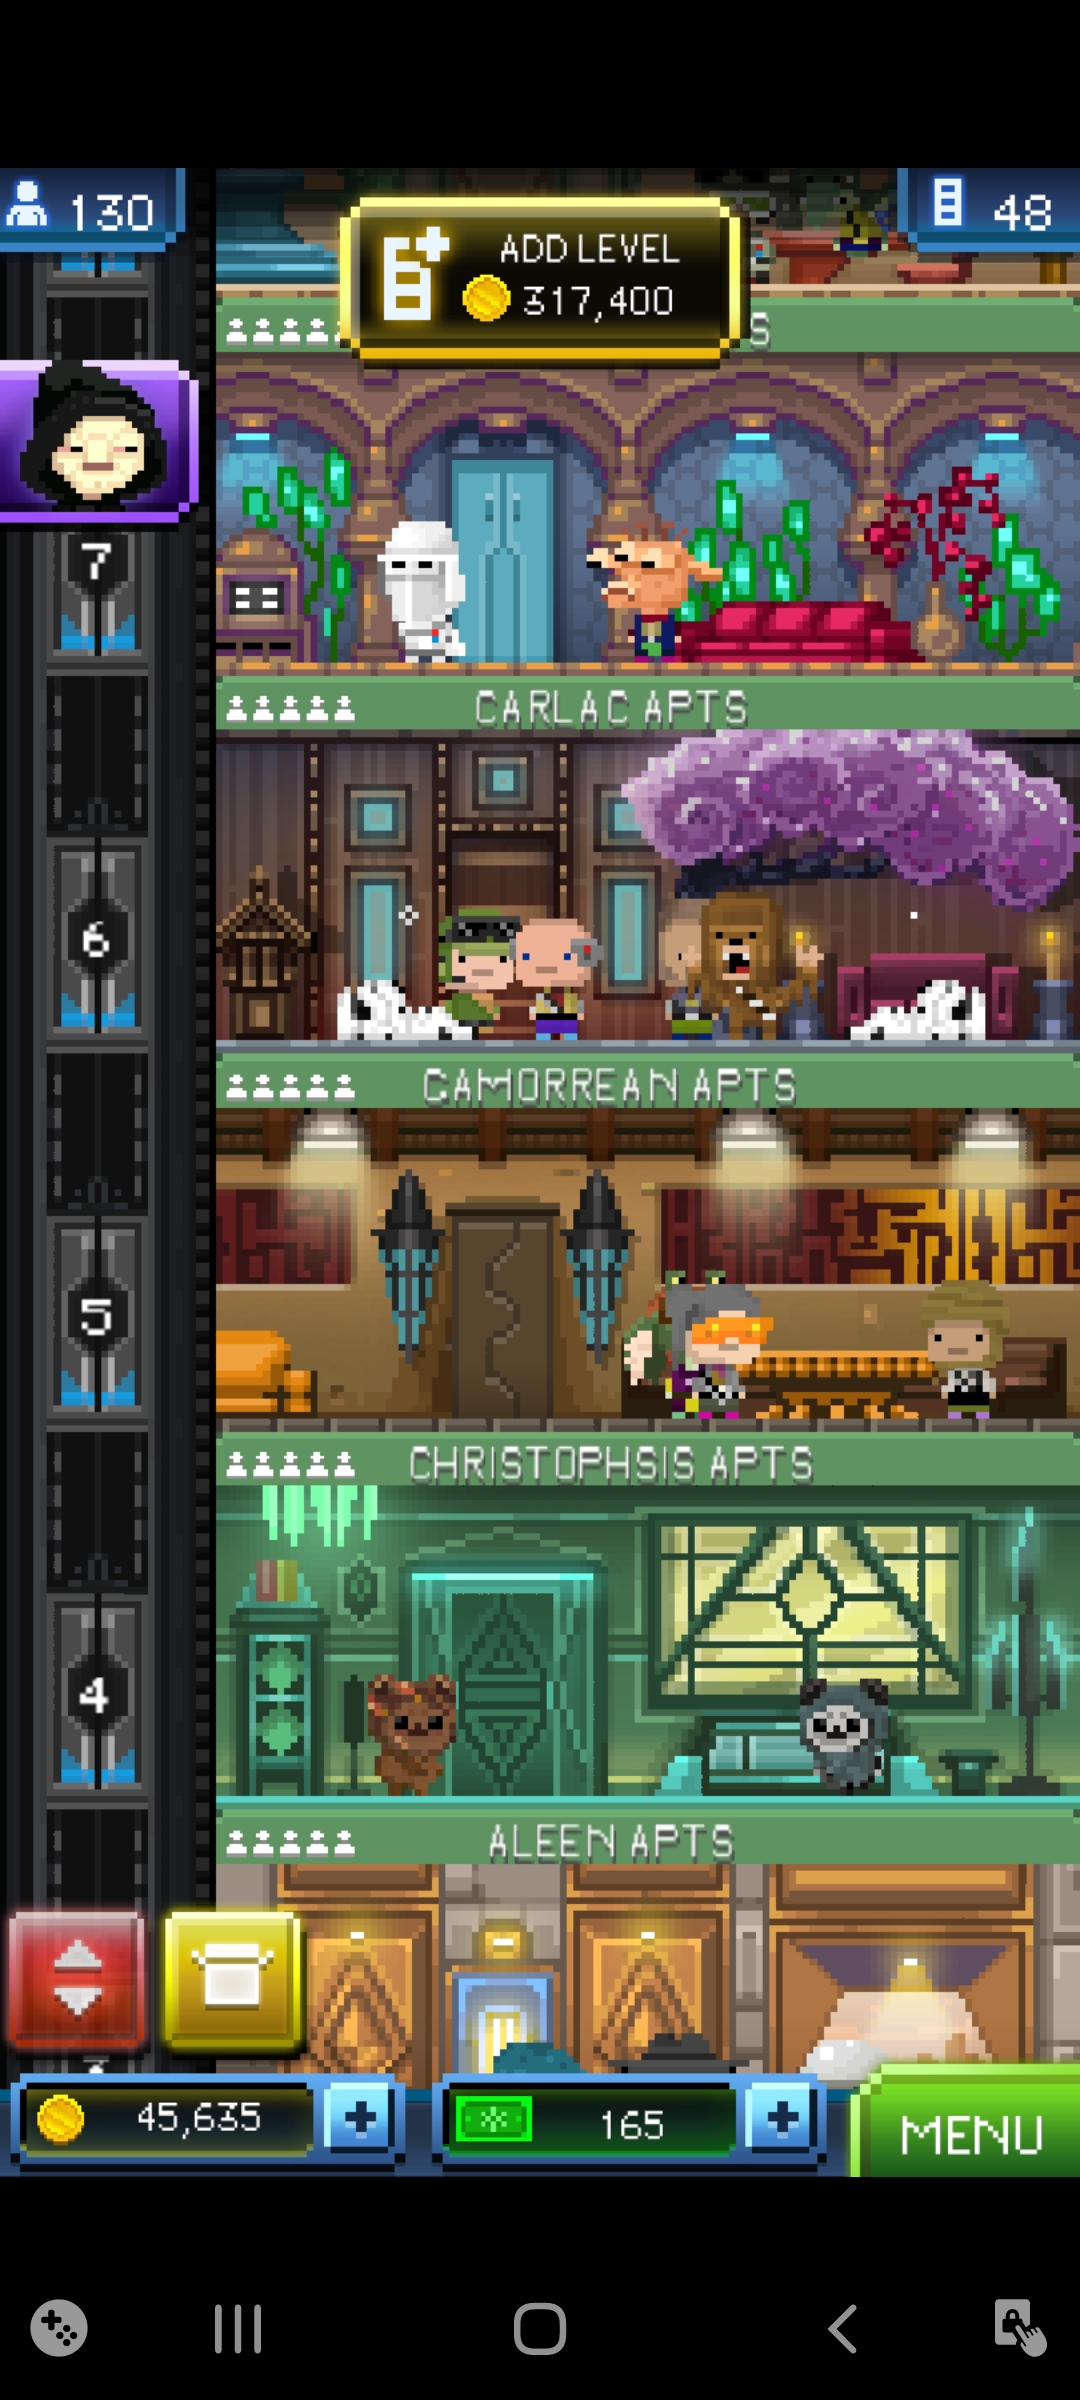 130
48
ADD LEVEL
317,400
S
7
CARLAC APTS
6
CAMORREAN APTS
5
CHRISTOPHSIS APTS
4
ALEEN APTS
45,635
165
MENU